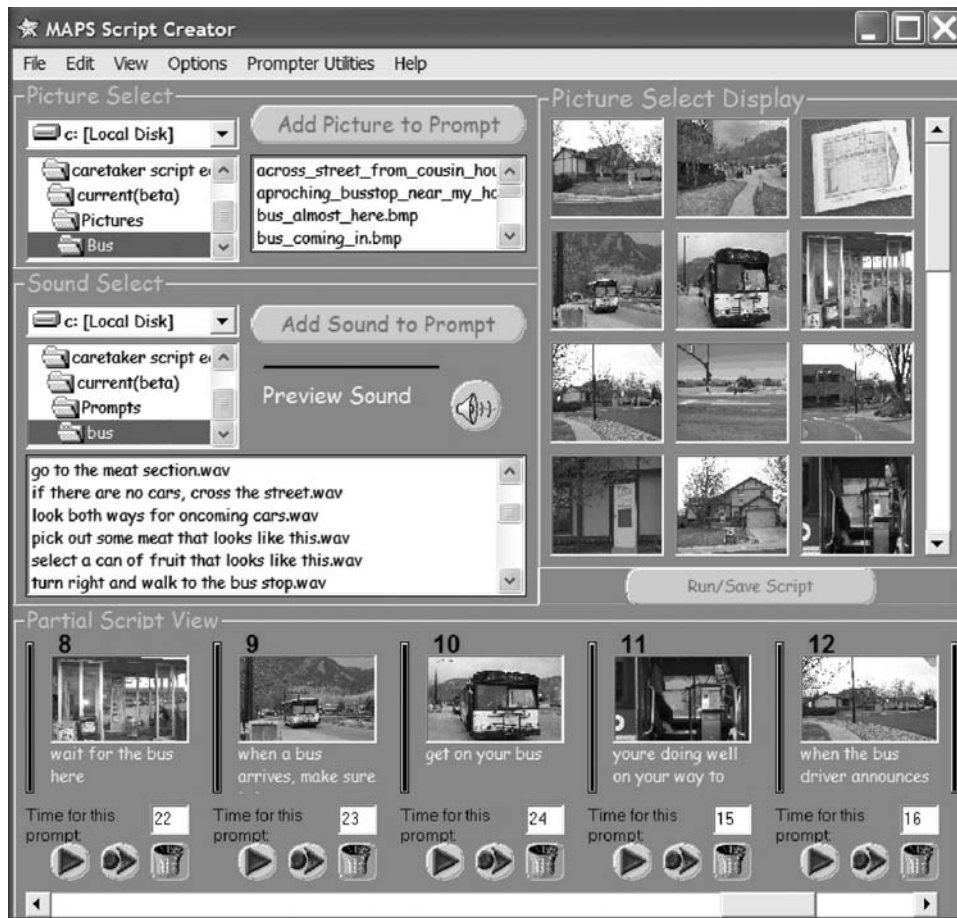 MAPS Script Creator
File Edit View Options Prompter Utilities Help
Picture Select
c: [Local Disk]
caretaker script e
current(beta)
Pictures
Bus
Add Picture to Prompt
across_street_from_cousin_hou
aproching_busstop_near_my_ho
bus_almost_here.bmp
bus_coming_in.bmp
Sound Select
c: [Local Disk]
caretaker script e
current(beta)
Prompts
bus
Add Sound to Prompt
Preview Sound
go to the meat section.wav
if there are no cars, cross the street.wav
look both ways for oncoming cars.wav
pick out some meat that looks like this.wav
select a can of fruit that looks like this.wav
turn right and walk to the bus stop.wav
Picture Select Display
Run/Save Script
Partial Script View
8
wait for the bus
here
Time for this
prompt:
22
9
when a bus
arrives, make sure
Time for this
prompt:
23
10
get on your bus
Time for this
prompt:
24
11
youre doing well
on your way to
Time for this
prompt:
15
12
when the bus
driver announces
Time for this
prompt:
16